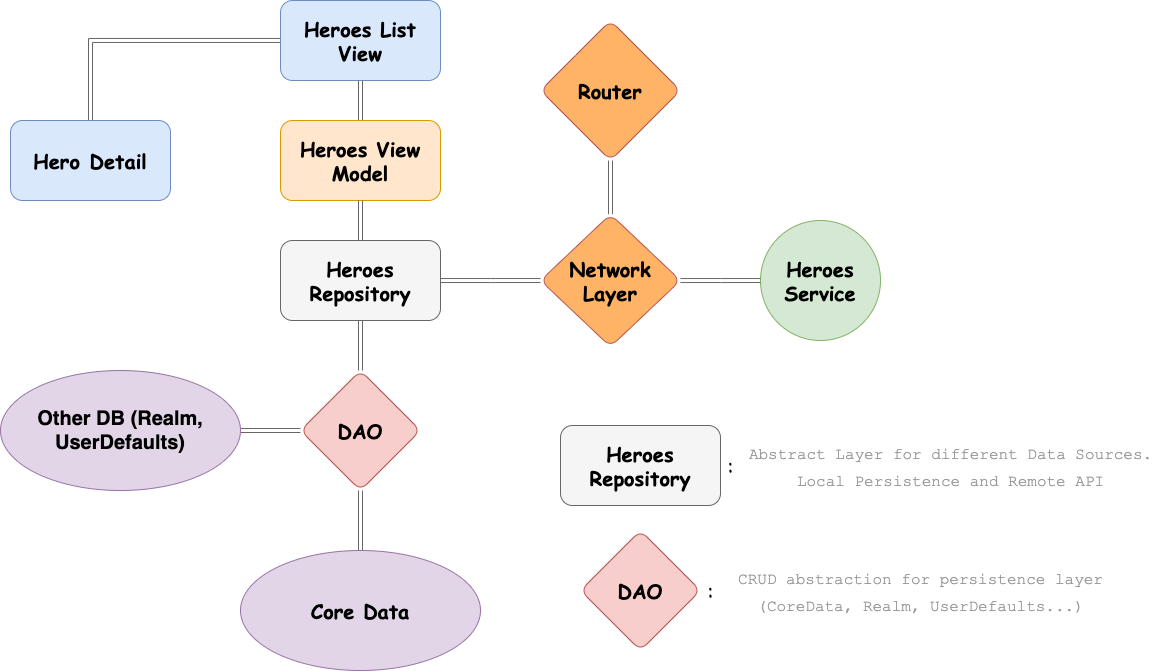 Heroes List
View
Router
Hero Detail
Heroes View
Model
Heroes
Repository
Network
Layer
Heroes
Service
Other DB (Realm,
UserDefaults)
DAO
Core Data
Heroes
Repository
:
Abstract Layer for different Data Sources.
Local Persistence and Remote API
DAO
:
CRUD abstraction for persistence layer
(CoreData, Realm, UserDefaults...)